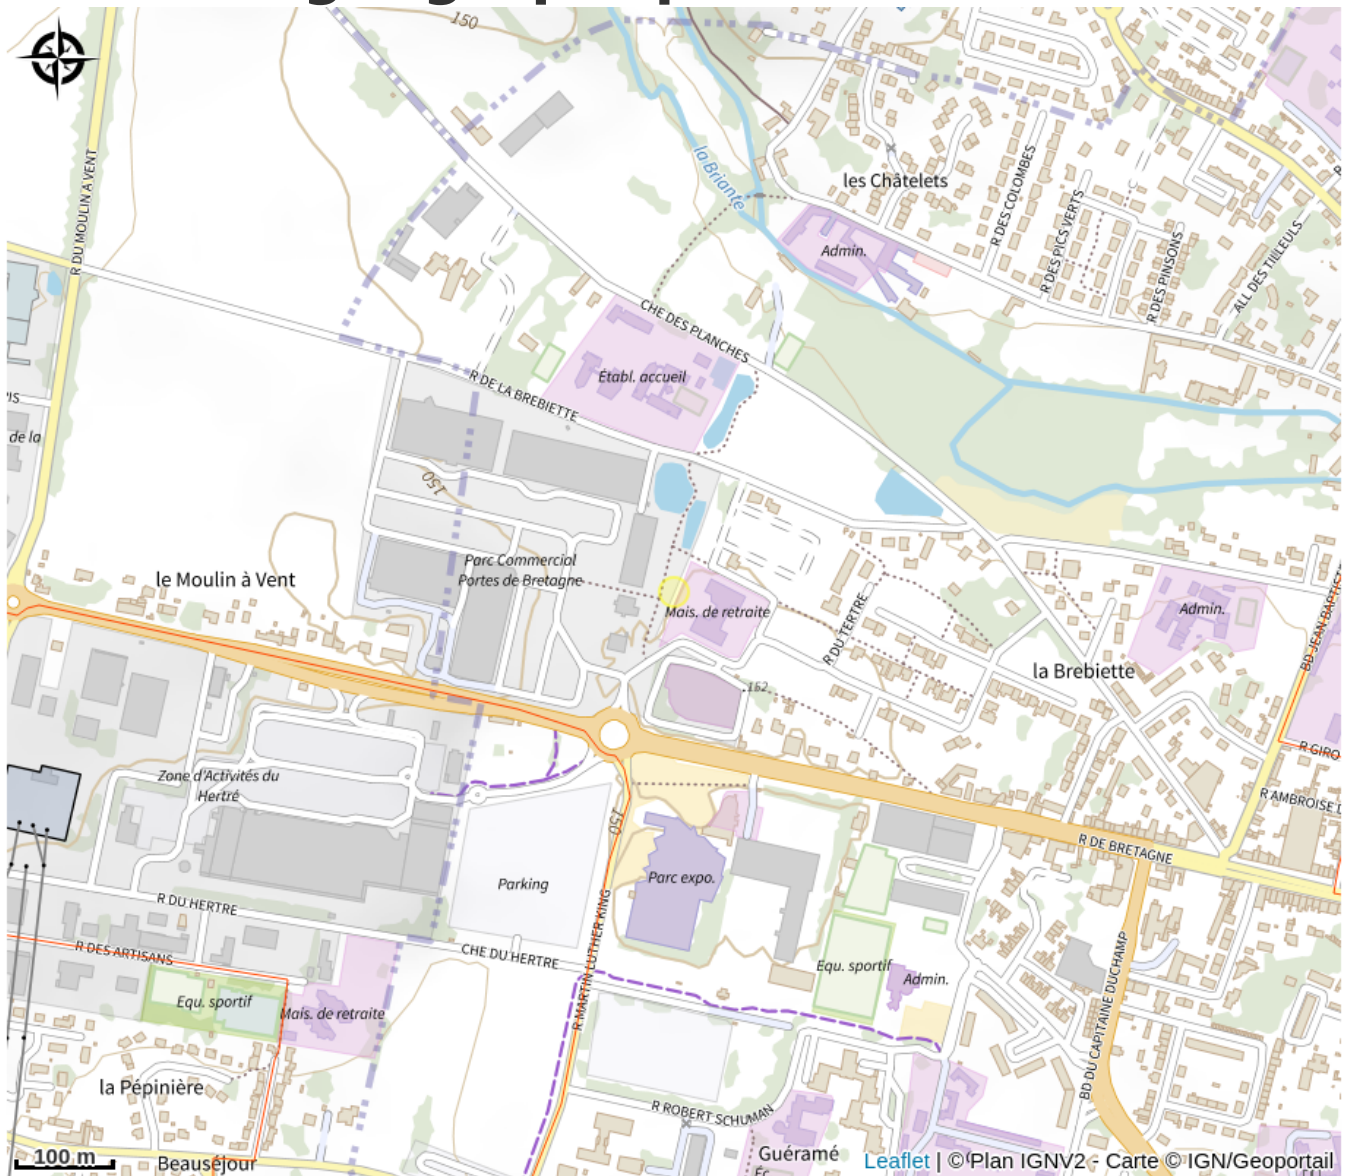 150
la Briante
les Châtelets
R DU MOULIN A VENT
R DES COLOMBES
R DES PICS VERTS
R DES PINSONS
ALL DES TILLEULS
Admin.
CHE DES PLANCHES
Établ. accueil
R DE LA BREBIETTE
de la
150
Parc Commercial
Portes de Bretagne
le Moulin à Vent
Mais. de retraite
R DU TERTRE
Admin.
BD JEAN BAPTISTE
la Brebiette
162
R GIRO
Zone d'Activités du
Hertré
150
R AMBROISE D
R DE BRETAGNE
Parking
Parc expo.
R DU HERTRE
R DES ARTISANS
CHE DU HERTRE
R MARTIN LUTHER KING
Equ. sportif
Admin.
BD DU CAPITAINE DUCHAMP
Equ. sportif
Mais. de retraite
la Pépinière
R ROBERT SCHUMAN
Guéramé
100 m
Beauséjour
Leaflet | © Plan IGNV2 - Carte © IGN/Geoportail